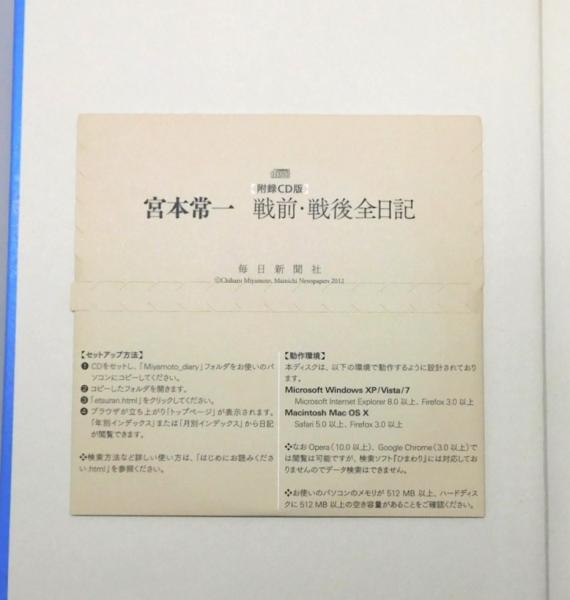 【附録CD版】
宮本常一 戦前・戦後全日記
毎日新聞社
©Chiharu Miyamoto, Mainichi Newspapers 2012
【セットアップ方法】
❶ CDをセットし、「Miyamoto_diary」フォルダをお使いのパ
ソコンにコピーしてください。
❷ コピーしたフォルダを開きます。
❸ 「etsuran.html」をクリックしてください。
❹ ブラウザが立ち上がり「トップページ」が表示されます。
「年別インデックス」または「月別インデックス」から日記
が閲覧できます。
❖検索方法など詳しい使い方は、「はじめにお読みくださ
い.html」を参照ください。
【動作環境】
本ディスクは、以下の環境で動作するように設計されており
ます。
Microsoft Windows XP/Vista/7
Microsoft Internet Explorer 8.0以上、Firefox 3.0以上
Macintosh Mac OS X
Safari 5.0以上、Firefox 3.0以上
❖なおOpera(10.0以上)、Google Chrome(3.0以上)で
は閲覧は可能ですが、検索ソフト『ひまわり』には対応してお
りませんのでデータ検索はできません。
❖お使いのパソコンのメモリが512 MB以上、ハードディス
クに512 MB以上の空き容量があることをご確認ください。